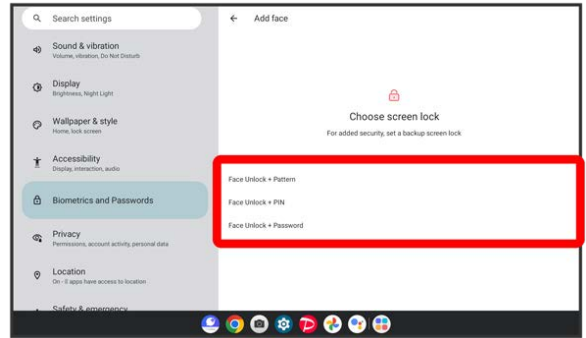 Search settings
Sound & vibration
Volume, vibration, Do Not Disturb
Display
Brightness, Night Light
Wallpaper & style
Home, lock screen
Accessibility
Display, interaction, audio
Biometrics and Passwords
Privacy
Permissions, account activity, personal data
Location
On - 0 apps have access to location
Safety & emergency
Add face
Choose screen lock
For added security, set a backup screen lock
Face Unlock + Pattern
Face Unlock + PIN
Face Unlock + Password